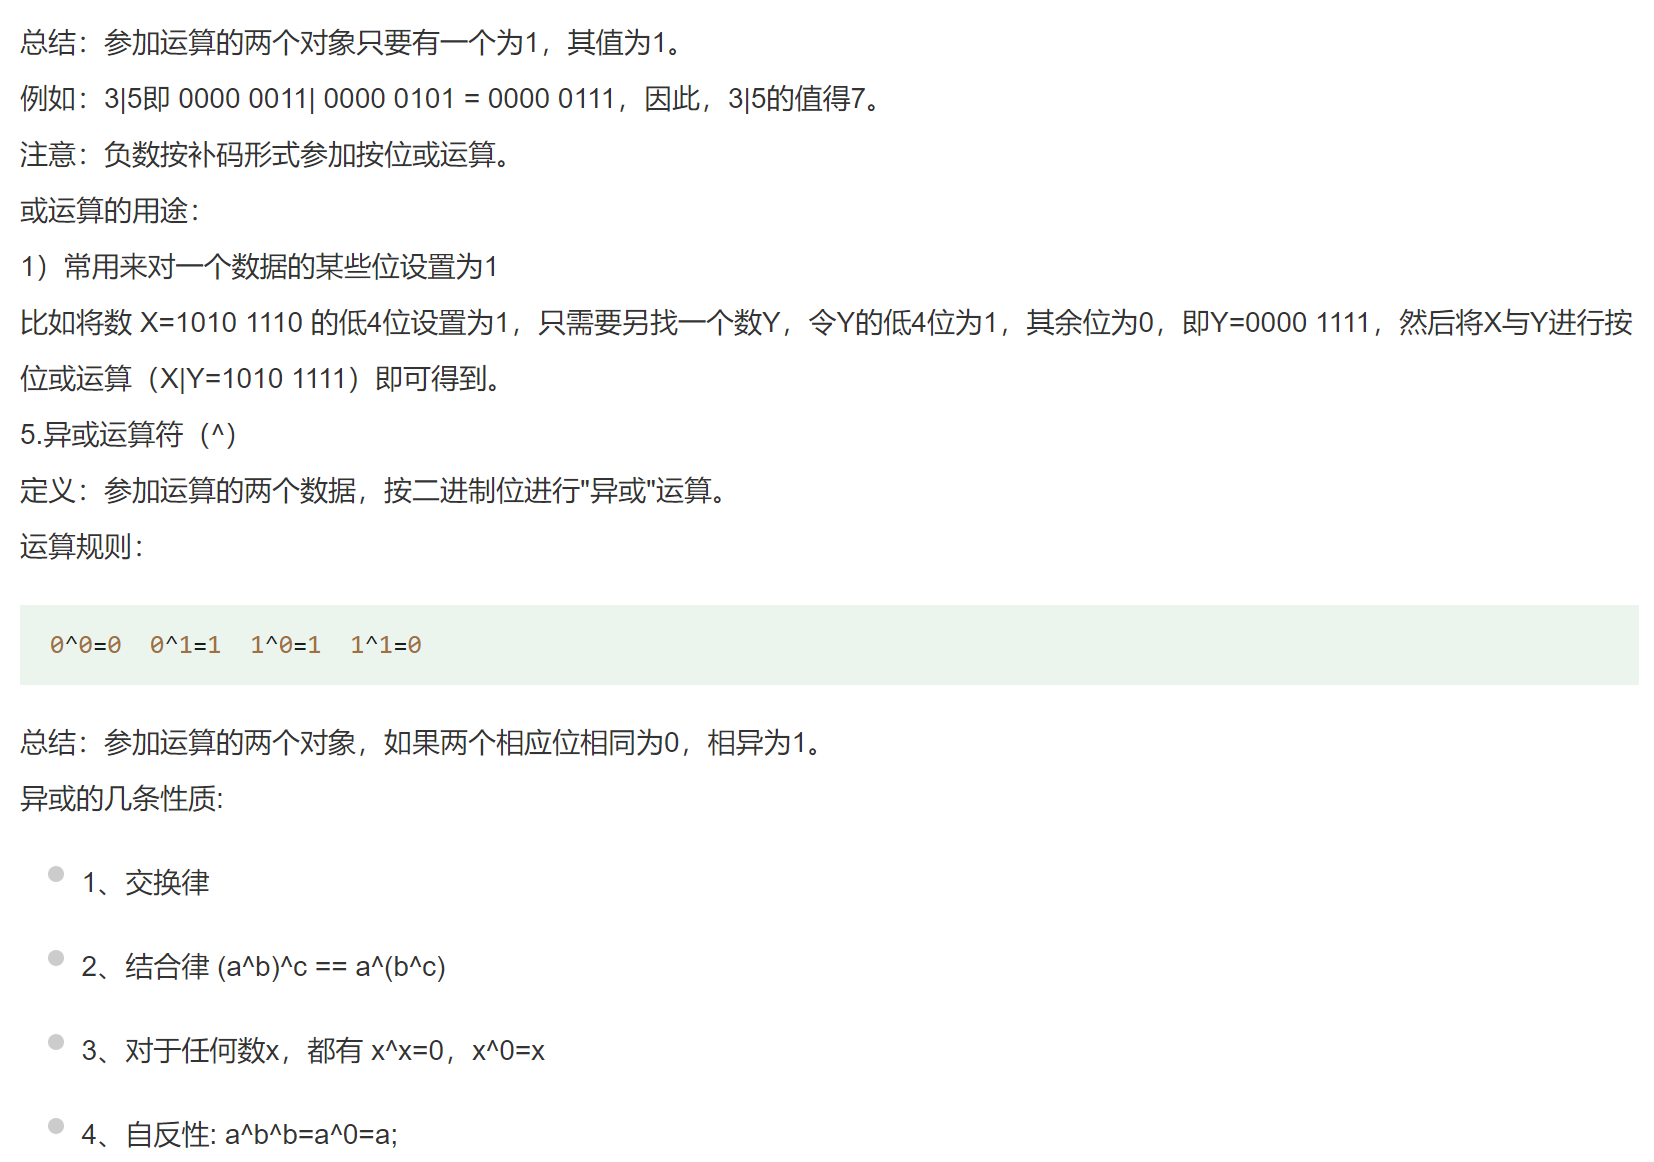 总结：参加运算的两个对象只要有一个为1，其值为1。
例如：3|5即 0000 0011| 0000 0101 = 0000 0111，因此，3|5的值得7。
注意：负数按补码形式参加按位或运算。
或运算的用途：
1）常用来对一个数据的某些位设置为1
比如将数 X=1010 1110 的低4位设置为1，只需要另找一个数Y，令Y的低4位为1，其余位为0，即Y=0000 1111，然后将X与Y进行按
位或运算（X|Y=1010 1111）即可得到。
5.异或运算符（^）
定义：参加运算的两个数据，按二进制位进行"异或"运算。
运算规则：
0^0=0  0^1=1  1^0=1  1^1=0
总结：参加运算的两个对象，如果两个相应位相同为0，相异为1。
异或的几条性质:
1、交换律
2、结合律 (a^b)^c == a^(b^c)
3、对于任何数x，都有 x^x=0，x^0=x
4、自反性: a^b^b=a^0=a;